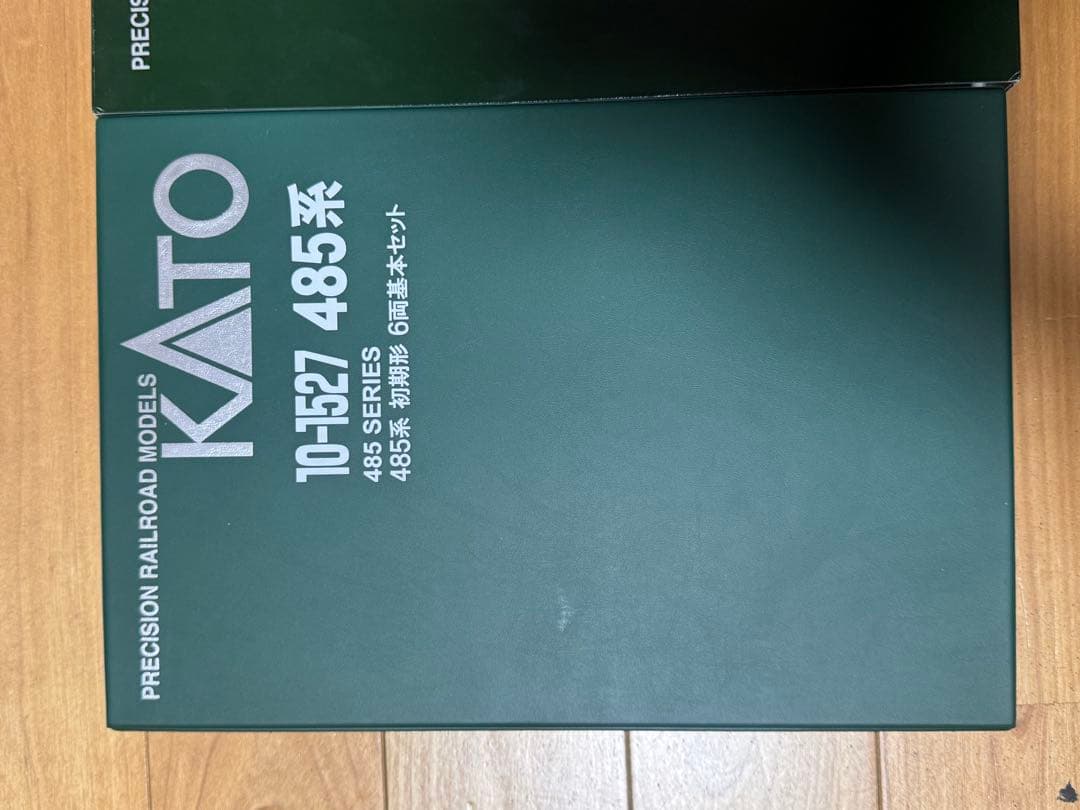 PRECIS
PRECISION RAILROAD MODELS
KATO
10-1527 485系
485 SERIES
485系 初期形 6両基本セット